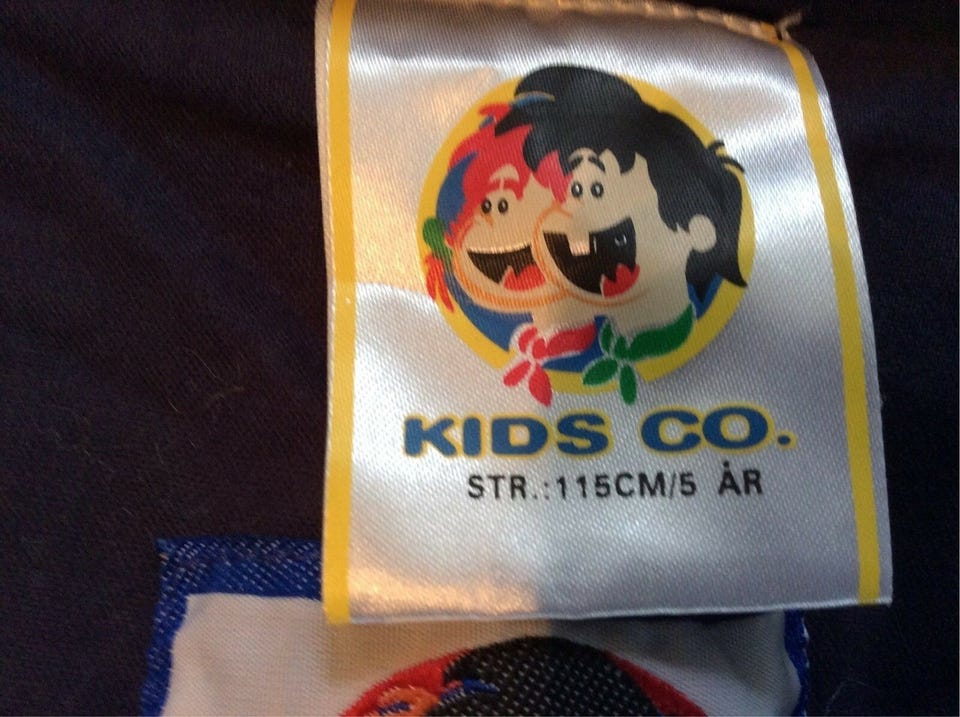 KIDS CO.
STR.:115CM/5 ÅR